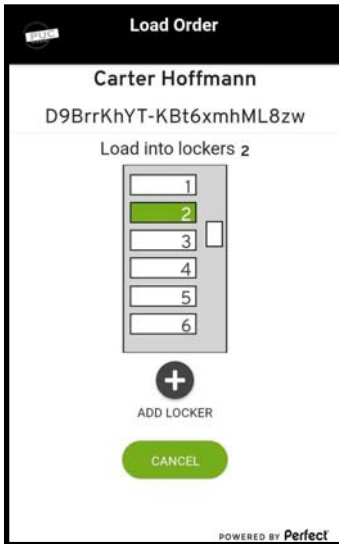 PUC
Load Order
Carter Hoffmann
D9BrrKhYT-KBt6xmhML8zw
Load into lockers 2
1
2
3
4
5
6
ADD LOCKER
CANCEL
POWERED BY Perfect